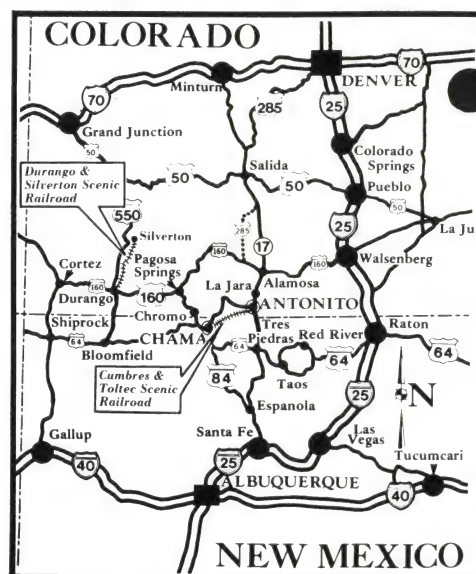 COLORADO
70
DENVER
Minturn
285
70
25
Grand Junction
Colorado
Springs
50
Salida
Durango &
Silverton Scenic
Railroad
50
50
Pueblo
50
550
25
La Ju
Silverton
285
17
160
Walsenberg
Cortez
Pagosa
Springs
160
Alamosa
La Jara
160
Durango
160
ANTONITO
Chromo
Shiprock
CHAMA
Tres
Piedras
Red River
Raton
64
64
64
64
Bloomfield
84
Taos
Cumbres &
Toltec Scenic
Railroad
25
N
Espanola
Gallup
Santa Fe
Las
Vegas
Tucumcari
40
25
ALBUQUERQUE
40
NEW MEXICO